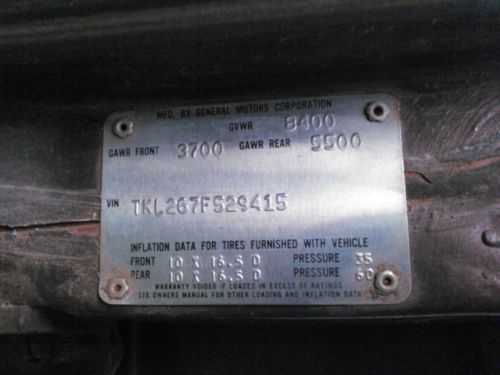 MFD. BY GENERAL MOTORS CORPORATION
GVWR 8400
GAWR FRONT 3700 GAWR REAR 5500
VIN TKL267F529415
INFLATION DATA FOR TIRES FURNISHED WITH VEHICLE
FRONT 10 X 16.5 D PRESSURE 35
REAR 10 X 16.5 D PRESSURE 60
WARRANTY VOIDED IF LOADED IN EXCESS OF RATINGS
SEE OWNERS MANUAL FOR OTHER LOADING AND INFLATION DATA